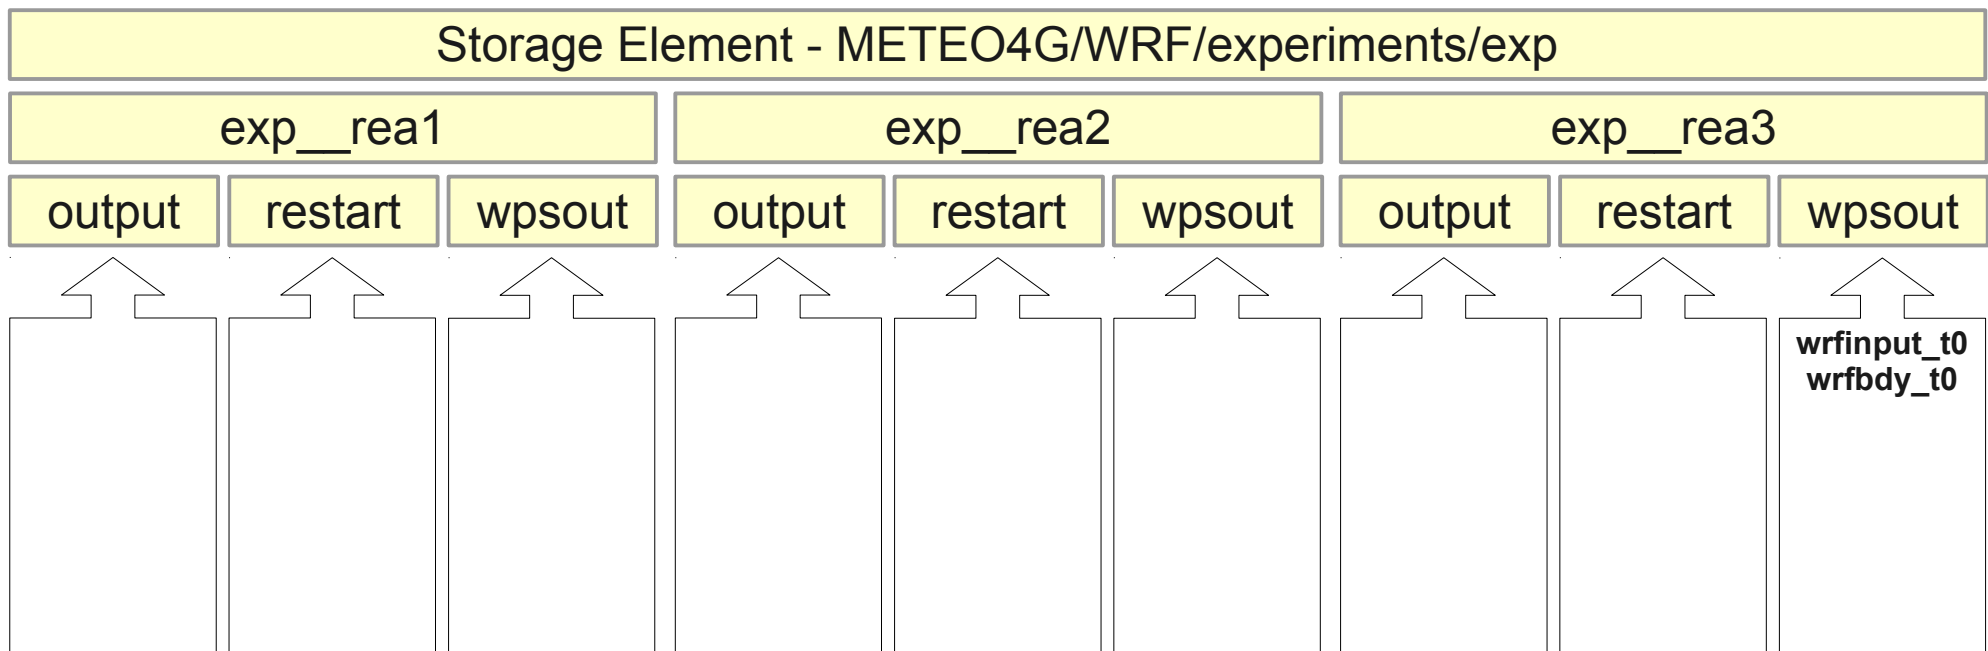 Storage Element - METEO4G/WRF/experiments/exp
exp__rea1 exp__rea2 exp__rea3
output restart wpsout output restart wpsout output restart wpsout
wrfinput_t0
wrfbdy_t0